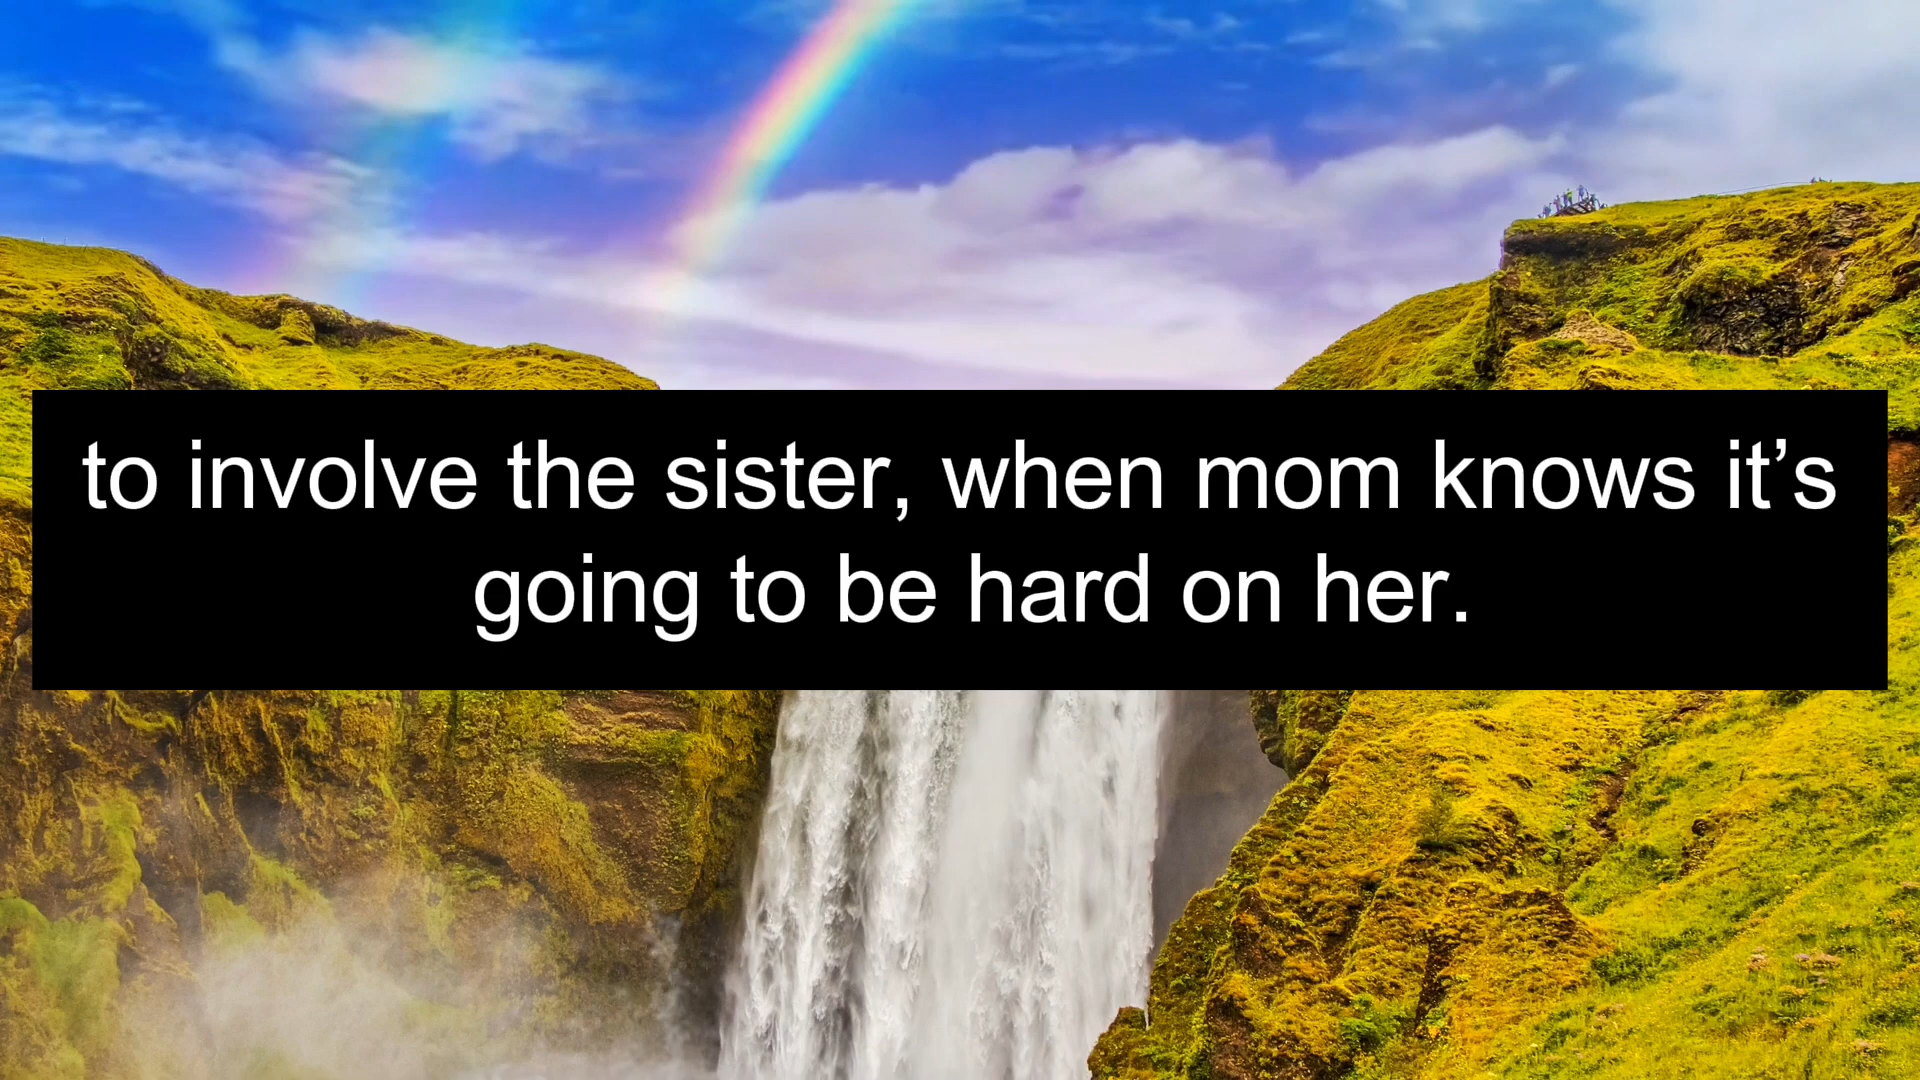 to involve the sister, when mom knows it’s
going to be hard on her.